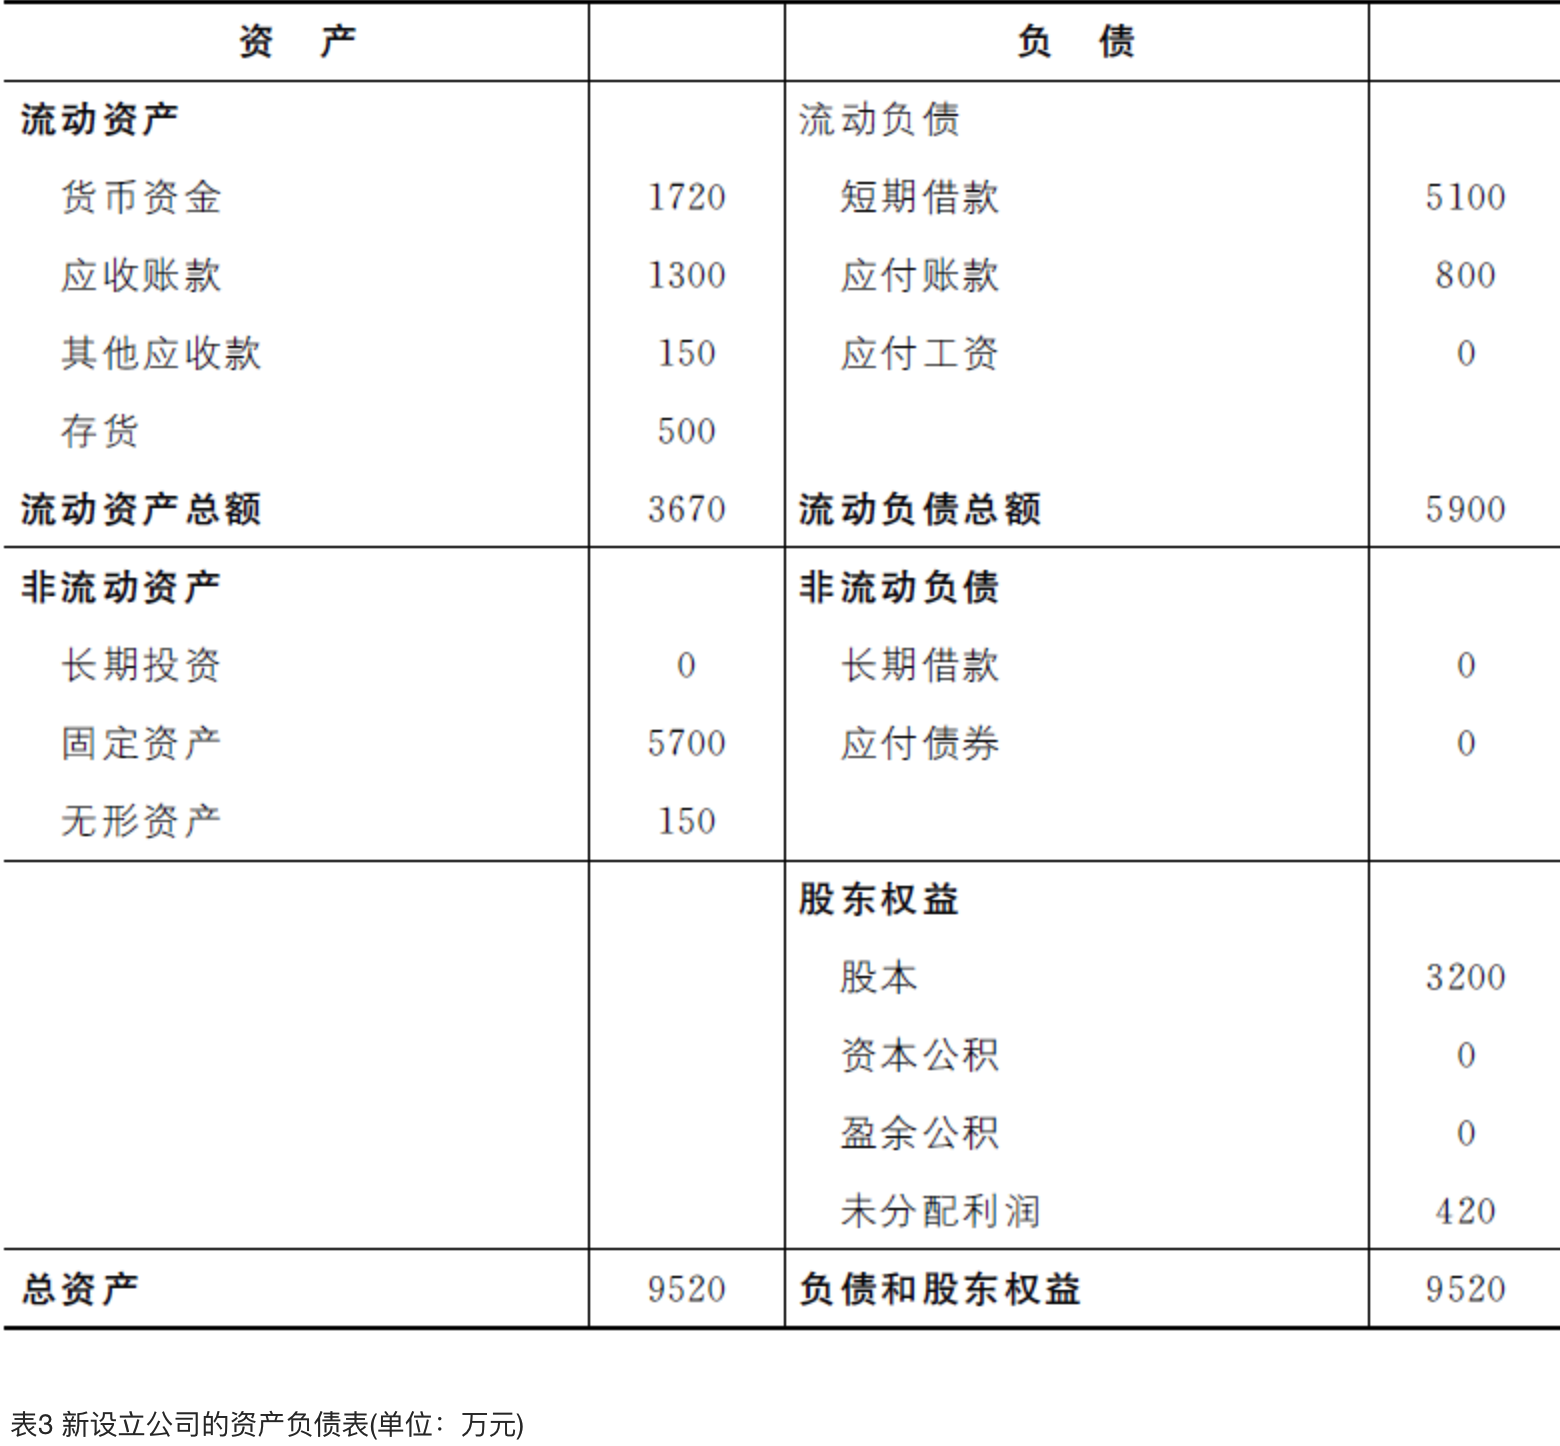 资 产 负 债
流动资产 流动负债
货币资金 1720 短期借款 5100
应收账款 1300 应付账款 800
其他应收款 150 应付工资 0
存货 500
流动资产总额 3670 流动负债总额 5900
非流动资产 非流动负债
长期投资 0 长期借款 0
固定资产 5700 应付债券 0
无形资产 150
股东权益
股本 3200
资本公积 0
盈余公积 0
未分配利润 420
总资产 9520 负债和股东权益 9520
表3 新设立公司的资产负债表(单位：万元)